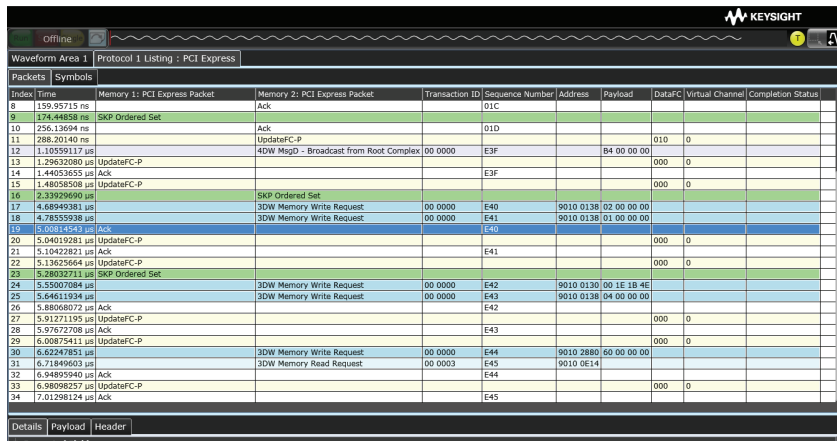 KEYSIGHT
Offline
T
Waveform Area 1 Protocol 1 Listing : PCI Express
Packets Symbols
Index Time Memory 1: PCI Express Packet Memory 2: PCI Express Packet Transaction ID Sequence Number Address Payload DataFC Virtual Channel Completion Status
8 159.95715 ns Ack 01C
9 174.44858 ns SKP Ordered Set
10 256.13694 ns Ack 01D
11 288.20140 ns UpdateFC-P 010 0
12 1.10559117 µs 4DW MsgD - Broadcast from Root Complex 00 0000 E3F B4 00 00 00
13 1.29632080 µs UpdateFC-P 000 0
14 1.44053655 µs Ack E3F
15 1.48058508 µs UpdateFC-P 000 0
16 2.33929690 µs SKP Ordered Set
17 4.68949381 µs 3DW Memory Write Request 00 0000 E40 9010 0138 02 00 00 00
18 4.78555938 µs 3DW Memory Write Request 00 0000 E41 9010 0138 01 00 00 00
19 5.00814543 µs Ack E40
20 5.04019281 µs UpdateFC-P 000 0
21 5.10422821 µs Ack E41
22 5.13625664 µs UpdateFC-P 000 0
23 5.28032711 µs SKP Ordered Set
24 5.55007084 µs 3DW Memory Write Request 00 0000 E42 9010 0130 00 1E 1B 4E
25 5.64611934 µs 3DW Memory Write Request 00 0000 E43 9010 0138 04 00 00 00
26 5.88068072 µs Ack E42
27 5.91271195 µs UpdateFC-P 000 0
28 5.97672708 µs Ack E43
29 6.00875411 µs UpdateFC-P 000 0
30 6.62247851 µs 3DW Memory Write Request 00 0000 E44 9010 2880 60 00 00 00
31 6.71849603 µs 3DW Memory Read Request 00 0003 E45 9010 0E14
32 6.94895940 µs Ack E44
33 6.98098257 µs UpdateFC-P 000 0
34 7.01298124 µs Ack E45
Details Payload Header